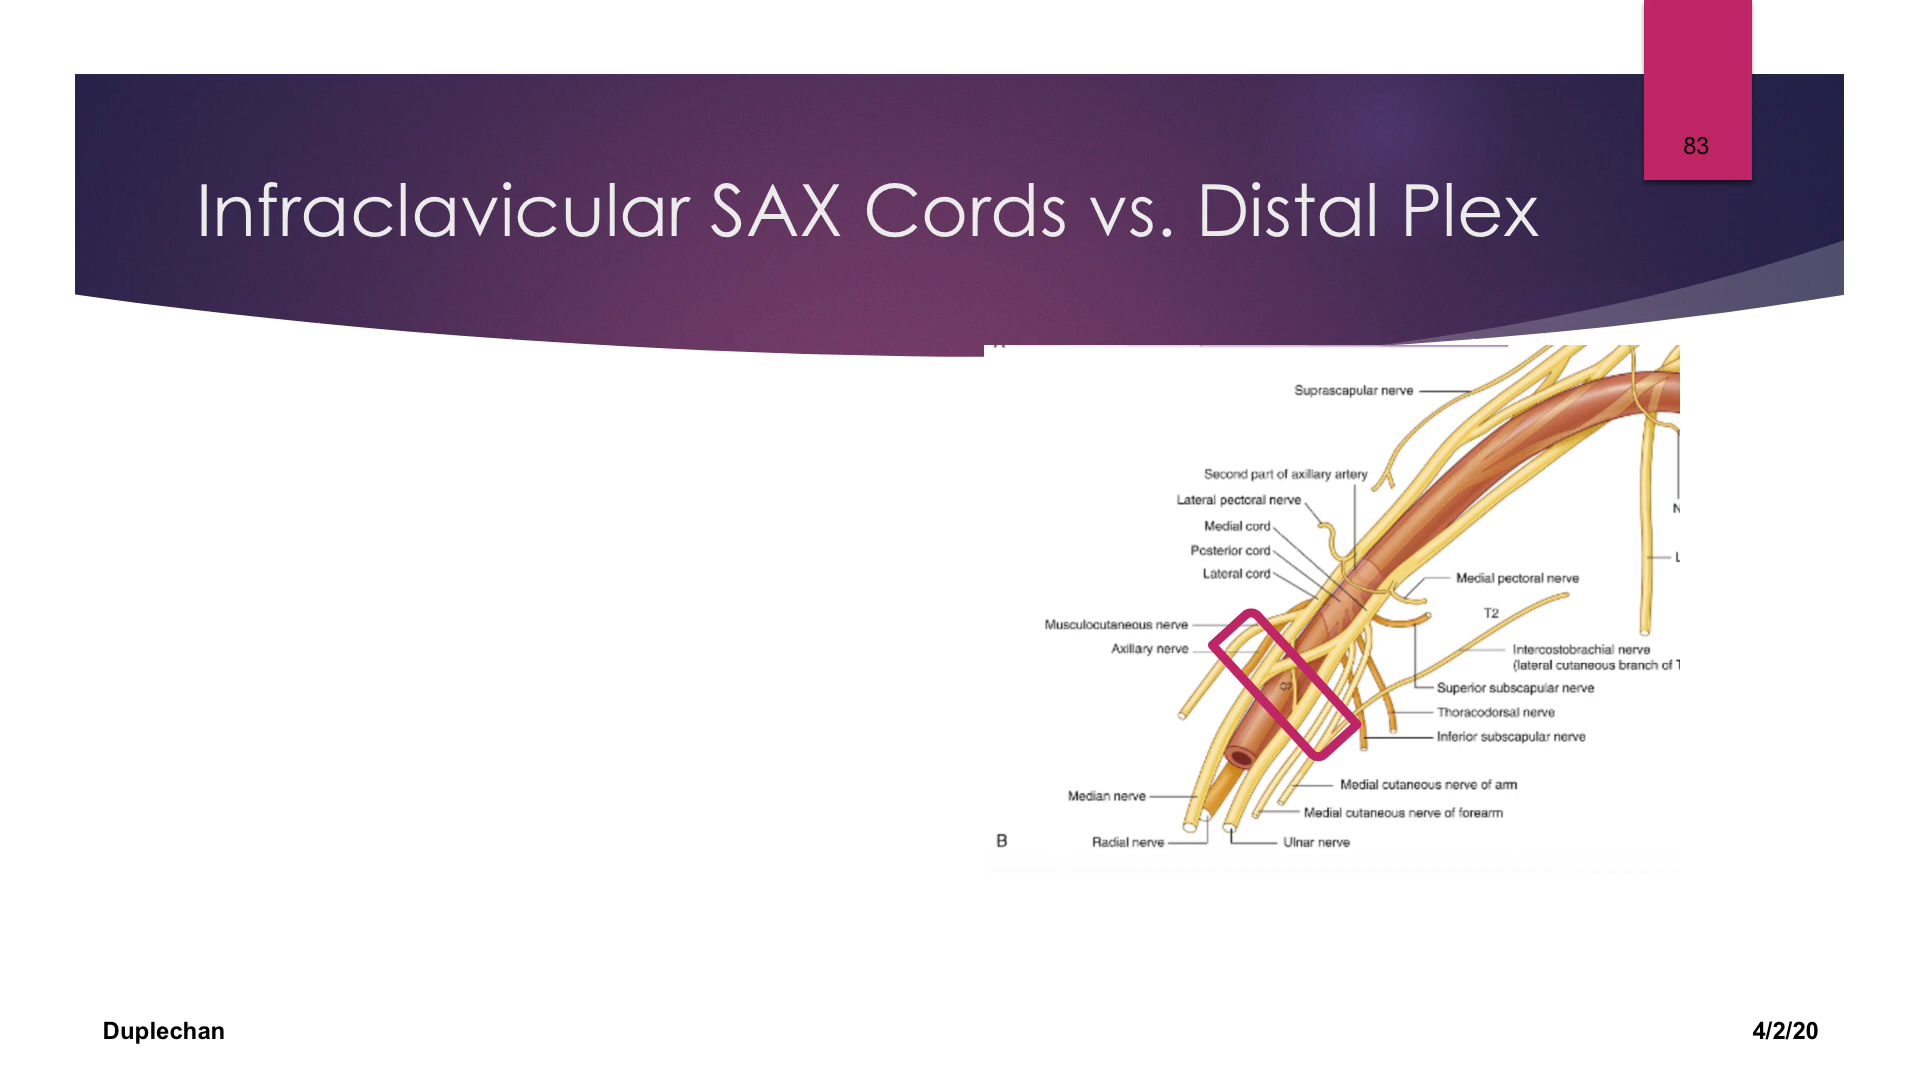 83
Infraclavicular SAX Cords vs. Distal Plex
Suprascapular nerve
Second part of axillary artery
Lateral pectoral nerve
Medial cord
Posterior cord
Lateral cord
Musculocutaneous nerve
Axillary nerve
Medial pectoral nerve
T2
Intercostobrachial nerve
(lateral cutaneous branch of T
Superior subscapular nerve
Thoracodorsal nerve
Inferior subscapular nerve
N
L
C7
Median nerve
Medial cutaneous nerve of arm
Medial cutaneous nerve of forearm
B
Radial nerve
Ulnar nerve
Duplechan
4/2/20